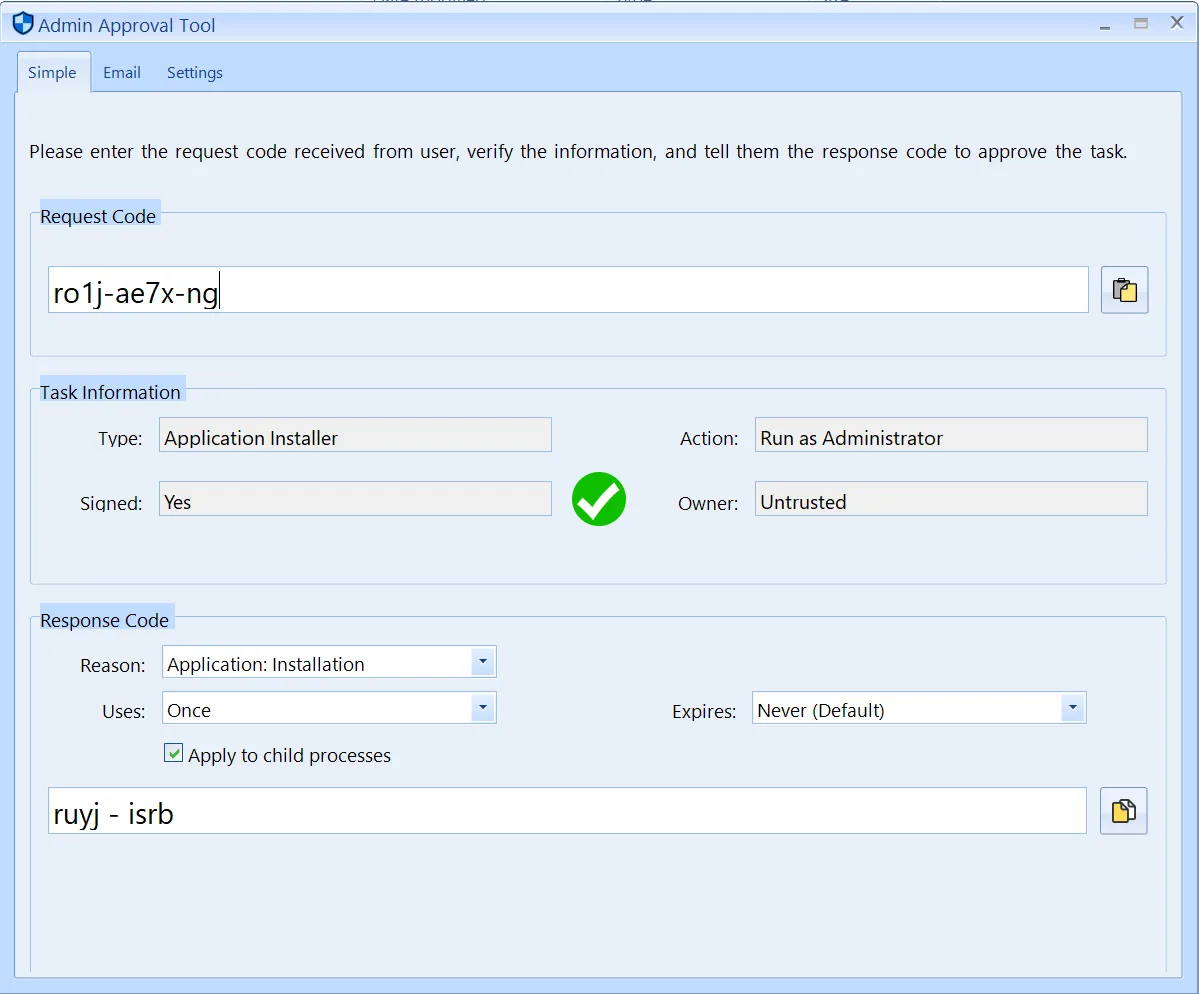 Admin Approval Tool
Simple Email Settings
Please enter the request code received from user, verify the information, and tell them the response code to approve the task.
Request Code
ro1j-ae7x-ng
Task Information
Type: Application Installer Action: Run as Administrator
Signed: Yes Owner: Untrusted
Response Code
Reason: Application: Installation
Uses: Once Expires: Never (Default)
Apply to child processes
ruyj - isrb